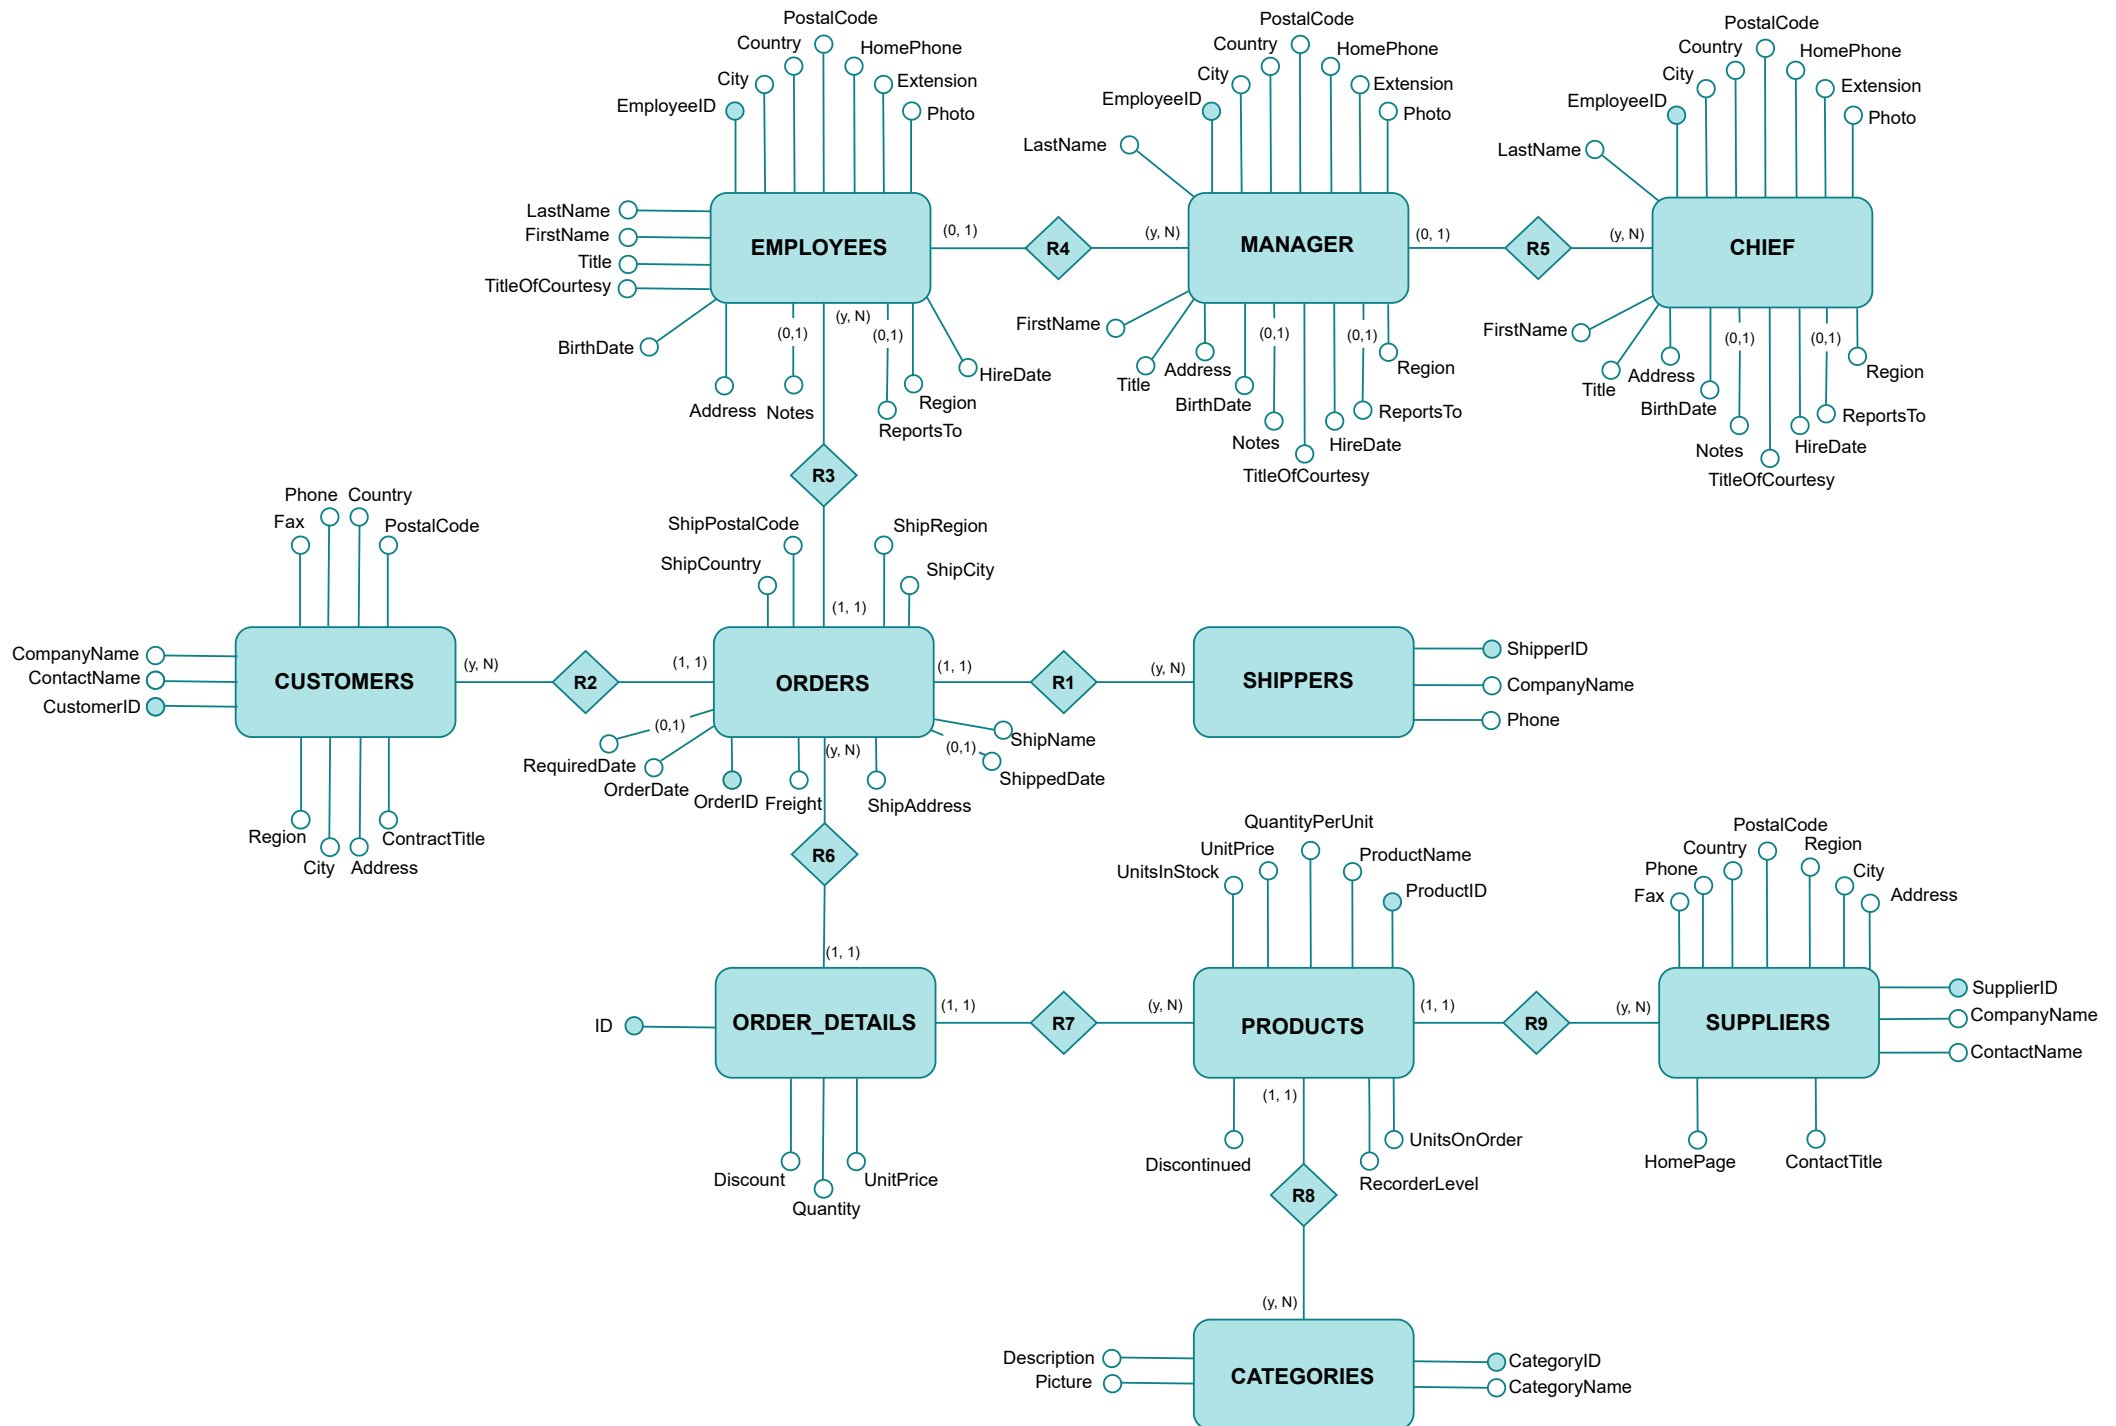 PostalCode
Country
HomePhone
City
Extension
EmployeeID
Photo
LastName
FirstName
Title
TitleOfCourtesy
BirthDate
EMPLOYEES
(0, 1)
(y, N)
(0,1)
(0,1)
Address
Notes
ReportsTo
Region
HireDate
R4
(y, N)
PostalCode
Country
HomePhone
City
Extension
EmployeeID
Photo
LastName
MANAGER
(0, 1)
FirstName
Title
Address
BirthDate
(0,1)
Notes
TitleOfCourtesy
HireDate
(0,1)
ReportsTo
Region
R5
(y, N)
PostalCode
Country
HomePhone
City
Extension
EmployeeID
Photo
LastName
CHIEF
FirstName
Title
Address
BirthDate
(0,1)
Notes
TitleOfCourtesy
HireDate
(0,1)
ReportsTo
Region
R3
Phone
Country
Fax
PostalCode
CompanyName
ContactName
CustomerID
CUSTOMERS
(y, N)
Region
City
Address
ContractTitle
R2
(1, 1)
ShipPostalCode
ShipRegion
ShipCountry
ShipCity
(1, 1)
ORDERS
(1, 1)
(0,1)
RequiredDate
OrderDate
OrderID
Freight
(y, N)
ShipAddress
(0,1)
ShipName
ShippedDate
R1
(y, N)
SHIPPERS
ShipperID
CompanyName
Phone
R6
(1, 1)
ID
ORDER_DETAILS
(1, 1)
Discount
Quantity
UnitPrice
R7
(y, N)
QuantityPerUnit
UnitPrice
ProductName
UnitsInStock
ProductID
PRODUCTS
(1, 1)
(1, 1)
Discontinued
UnitsOnOrder
RecorderLevel
R9
(y, N)
PostalCode
Country
Region
Phone
City
Fax
Address
SUPPLIERS
SupplierID
CompanyName
ContactName
HomePage
ContactTitle
R8
(y, N)
Description
Picture
CATEGORIES
CategoryID
CategoryName